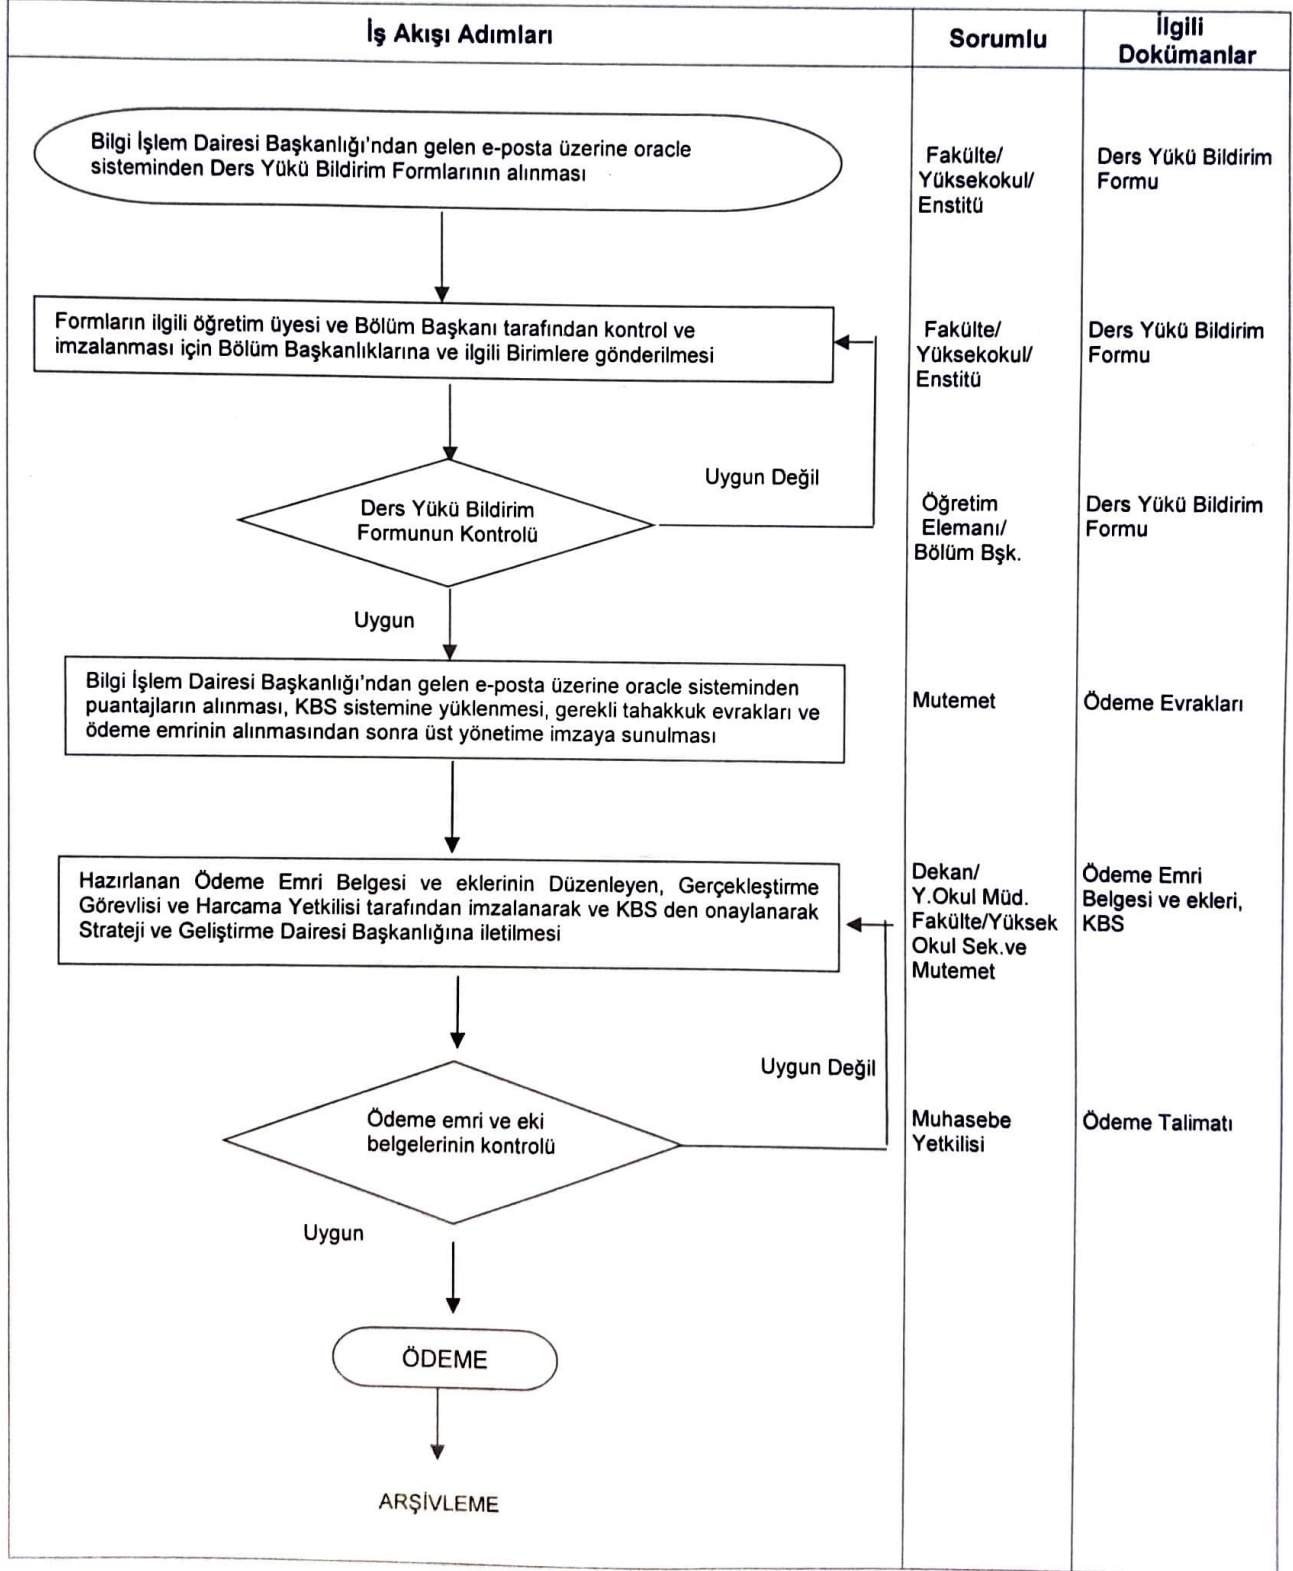 İş Akışı Adımları
Sorumlu
İlgili
Dokümanlar
Bilgi İşlem Dairesi Başkanlığı'ndan gelen e-posta üzerine oracle
sisteminden Ders Yükü Bildirim Formlarının alınması
Fakülte/
Yüksekokul/
Enstitü
Ders Yükü Bildirim
Formu
Formların ilgili öğretim üyesi ve Bölüm Başkanı tarafından kontrol ve
imzalanması için Bölüm Başkanlıklarına ve ilgili Birimlere gönderilmesi
Fakülte/
Yüksekokul/
Enstitü
Ders Yükü Bildirim
Formu
Uygun Değil
Ders Yükü Bildirim
Formunun Kontrolü
Öğretim
Elemanı/
Bölüm Bşk.
Ders Yükü Bildirim
Formu
Uygun
Bilgi İşlem Dairesi Başkanlığı'ndan gelen e-posta üzerine oracle sisteminden
puantajların alınması, KBS sistemine yüklenmesi, gerekli tahakkuk evrakları ve
ödeme emrinin alınmasından sonra üst yönetime imzaya sunulması
Mutemet
Ödeme Evrakları
Hazırlanan Ödeme Emri Belgesi ve eklerinin Düzenleyen, Gerçekleştirme
Görevlisi ve Harcama Yetkilisi tarafından imzalanarak ve KBS den onaylanarak
Strateji ve Geliştirme Dairesi Başkanlığına iletilmesi
Dekan/
Y.Okul Müd.
Fakülte/Yüksek
Okul Sek.ve
Mutemet
Ödeme Emri
Belgesi ve ekleri,
KBS
Uygun Değil
Ödeme emri ve eki
belgelerinin kontrolü
Muhasebe
Yetkilisi
Ödeme Talimatı
Uygun
ÖDEME
ARŞİVLEME